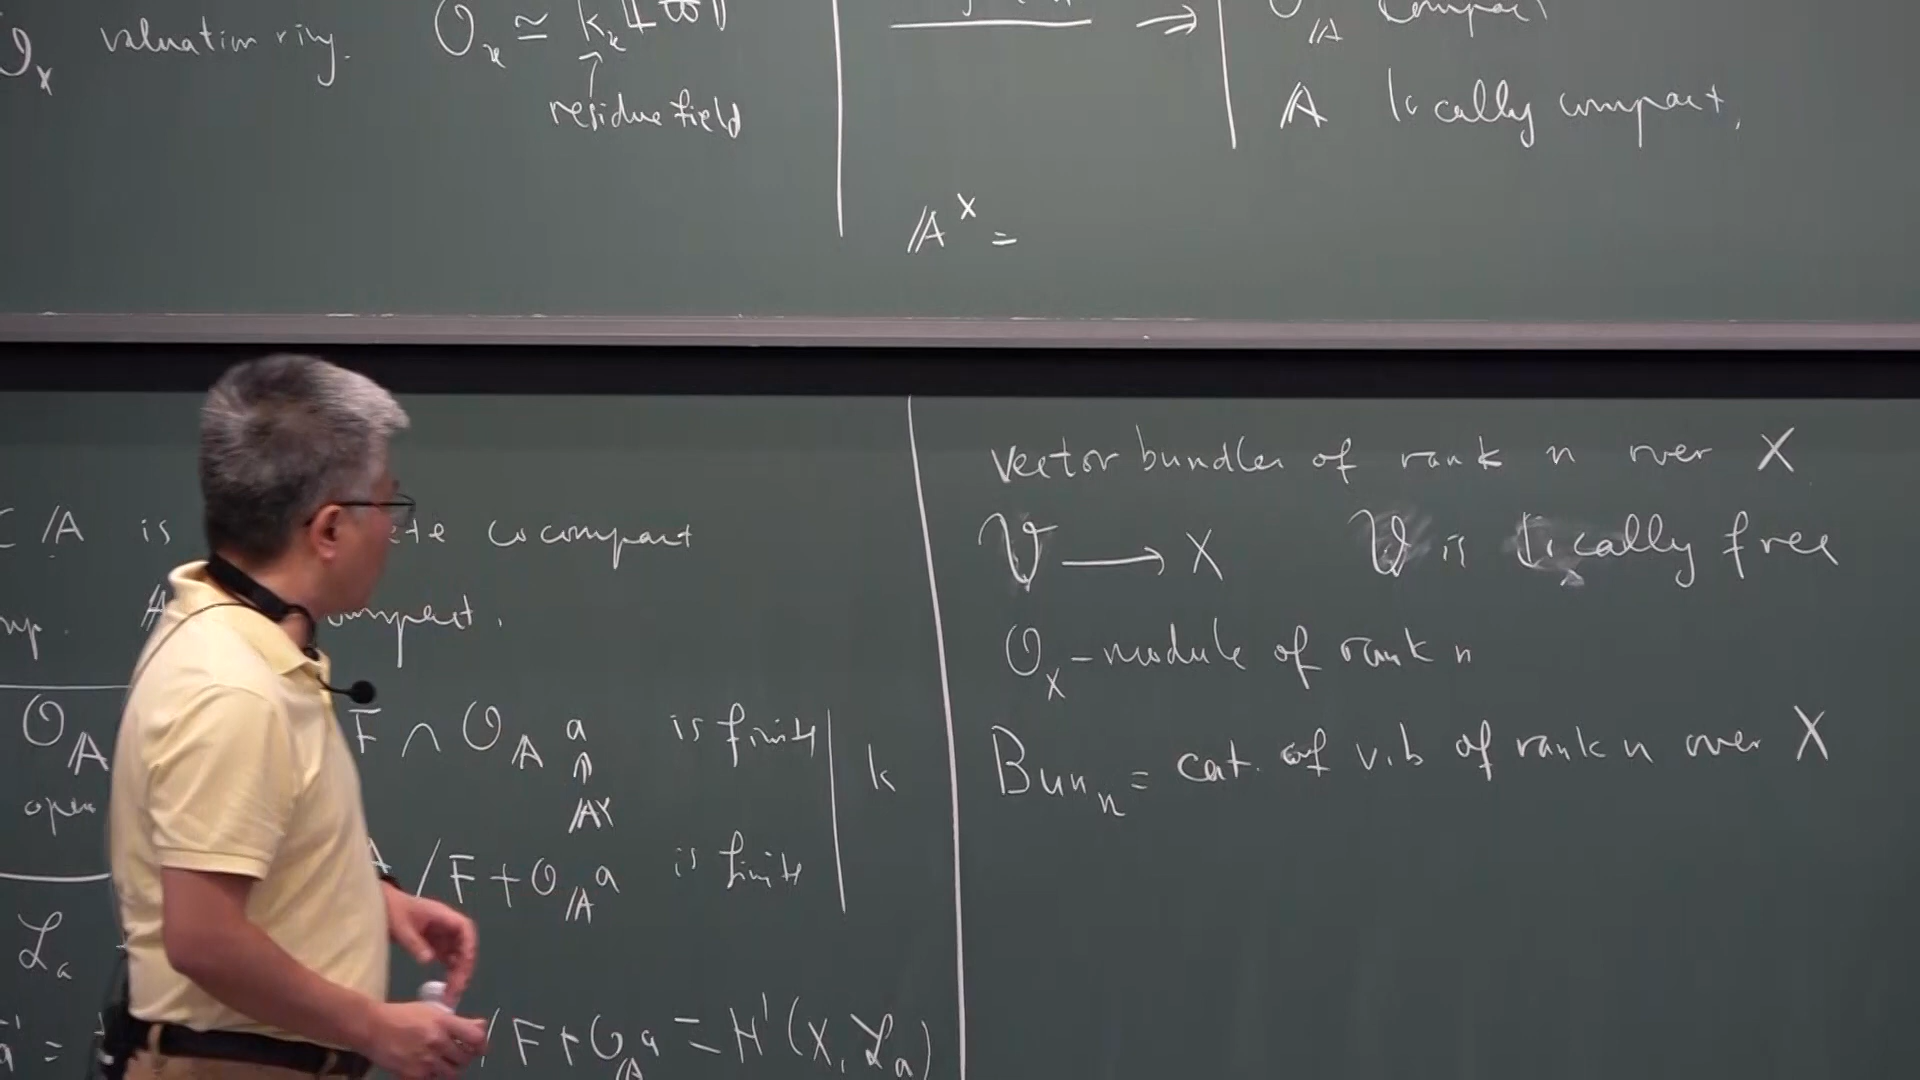 O_x valuation ring. O_x ≃ k_x[[ϖ]]
residue field
⇒ O_𝔸 compact
𝔸 locally compact.
𝔸^× =
⊂ 𝔸 is cocompact
𝔸 compact.
O_𝔸
open
F ∩ O_𝔸 a is finite
𝔸^×
k
𝔸 / F + O_𝔸 a is finite
ℒ_a
/ F + O_𝔸 a = H¹(X, ℒ_a)
vector bundles of rank n over X
𝒱 ⟶ X 𝒱 is locally free
O_X-module of rank n
Bun_n = cat. of v.b of rank n over X